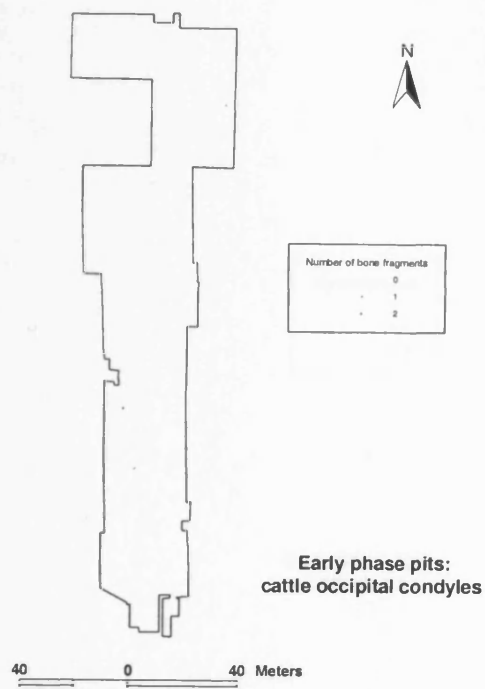 N
Number of bone fragments
0
1
2
Early phase pits:
cattle occipital condyles
40 0 40 Meters